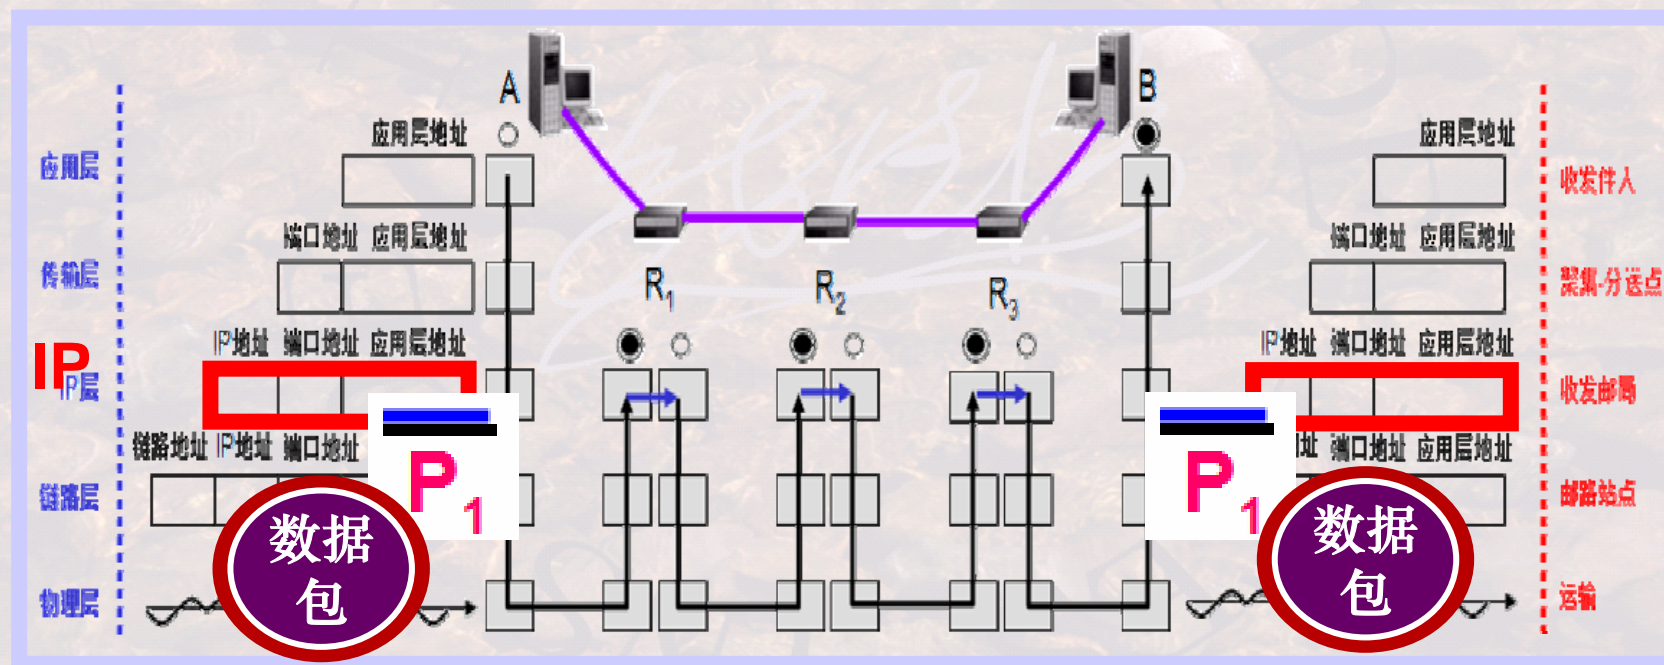 A
B
应用层地址
应用层地址
应用层
收发件人
端口地址 应用层地址
端口地址 应用层地址
传输层
聚集-分送点
R1
R2
R3
IP地址 端口地址 应用层地址
IP地址 端口地址 应用层地址
IP
IP层
收发邮局
链路地址 IP地址 端口地址
端口地址 应用层地址
P1
P1
链路层
邮路站点
数据
包
数据
包
物理层
运输